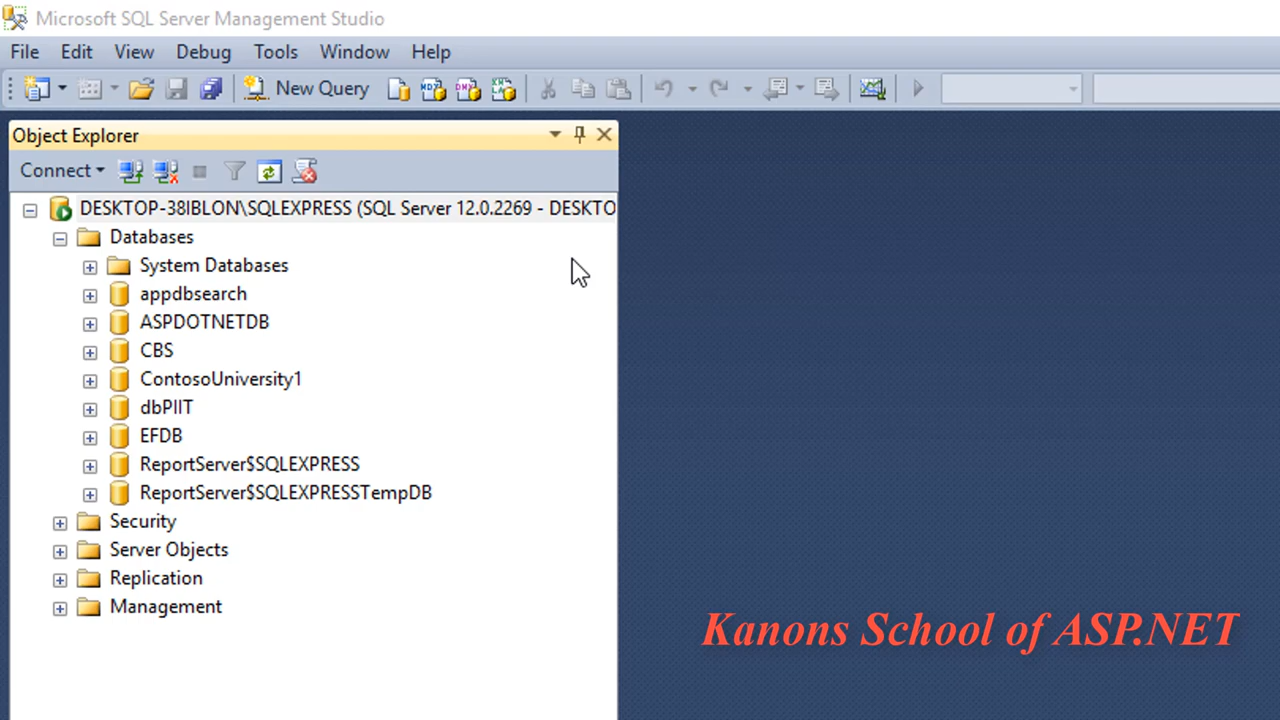 Microsoft SQL Server Management Studio
File Edit View Debug Tools Window Help
New Query
Object Explorer
Connect
DESKTOP-38IBLON\SQLEXPRESS (SQL Server 12.0.2269 - DESKTO
Databases
System Databases
appdbsearch
ASPDOTNETDB
CBS
ContosoUniversity1
dbPIIT
EFDB
ReportServer$SQLEXPRESS
ReportServer$SQLEXPRESSTempDB
Security
Server Objects
Replication
Management
Kanons School of ASP.NET